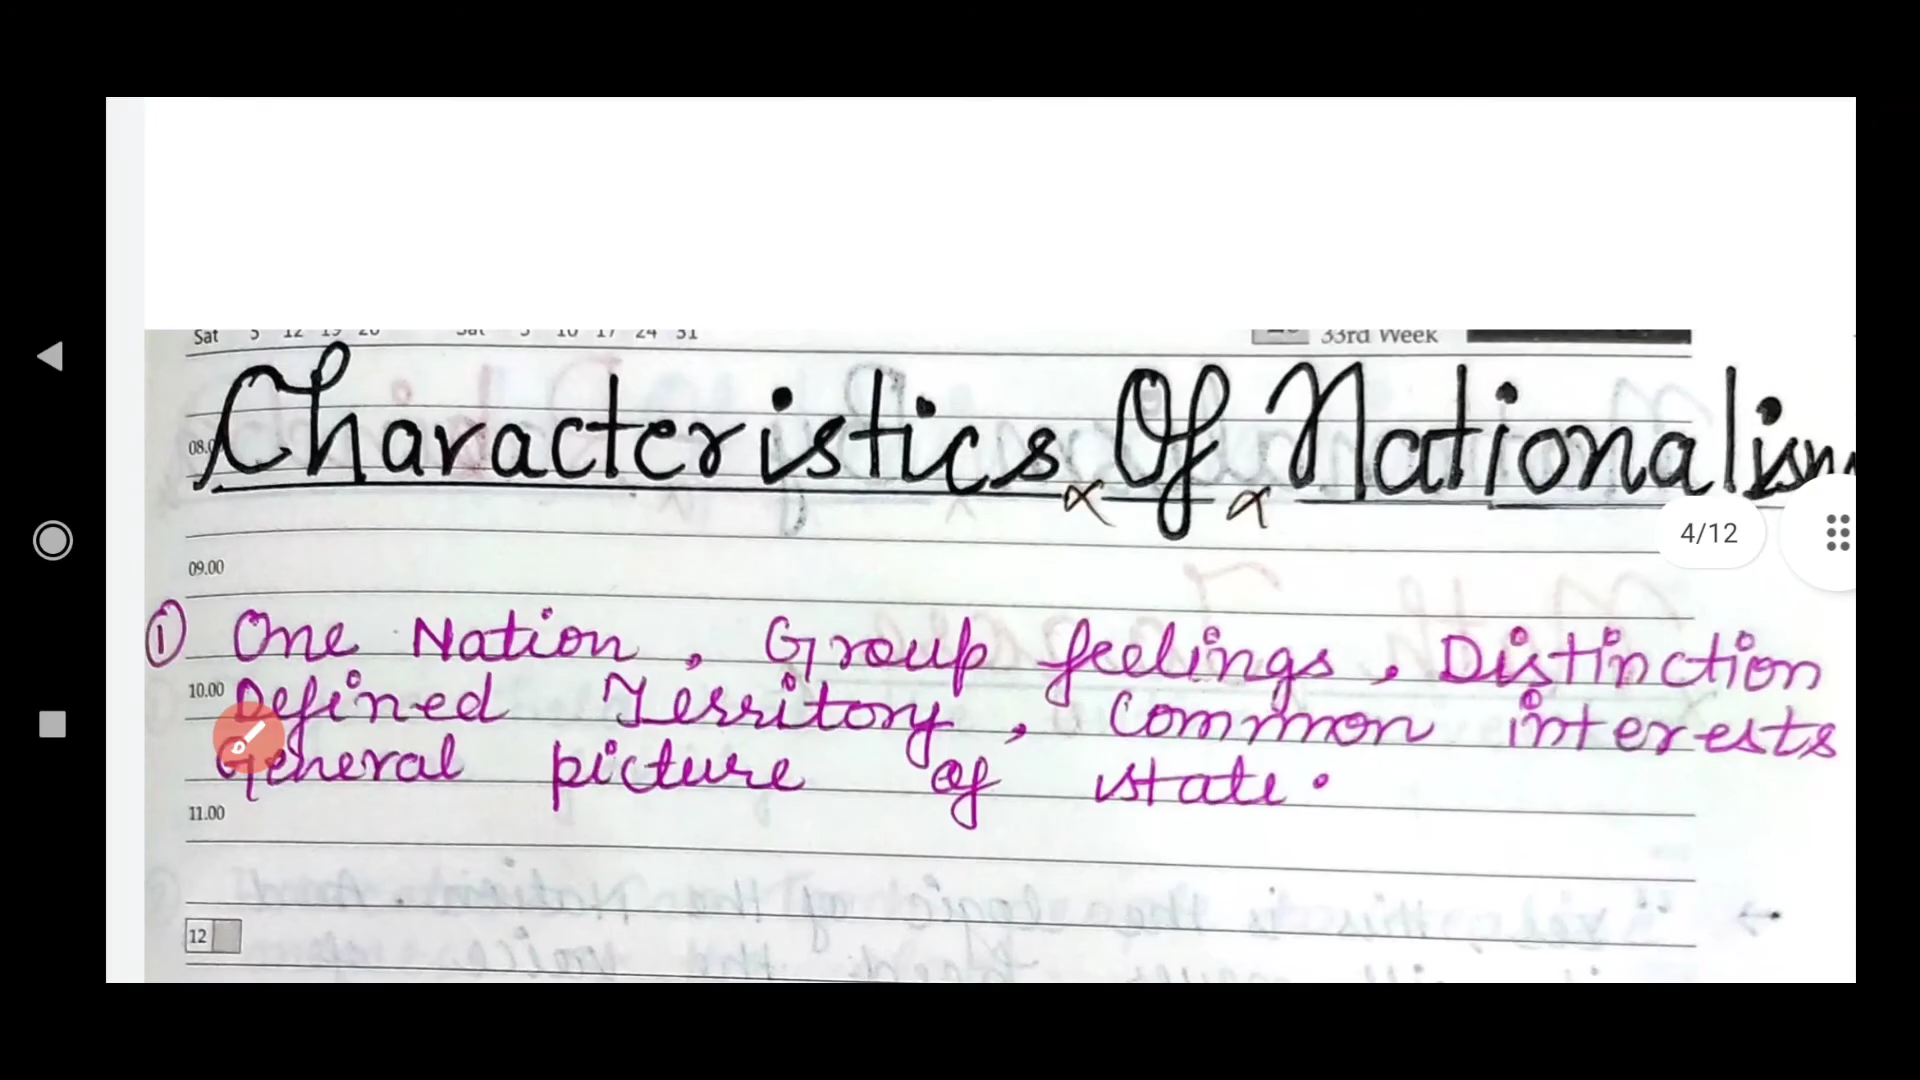 Sat 5 12 19 26 Sat 3 10 17 24 31 33rd Week
Characteristics Of Nationalism
08.0
4/12
09.00
① One Nation, Group feelings, Distinction
10.00 Defined Territory, Common interests
General picture of state.
11.00
12